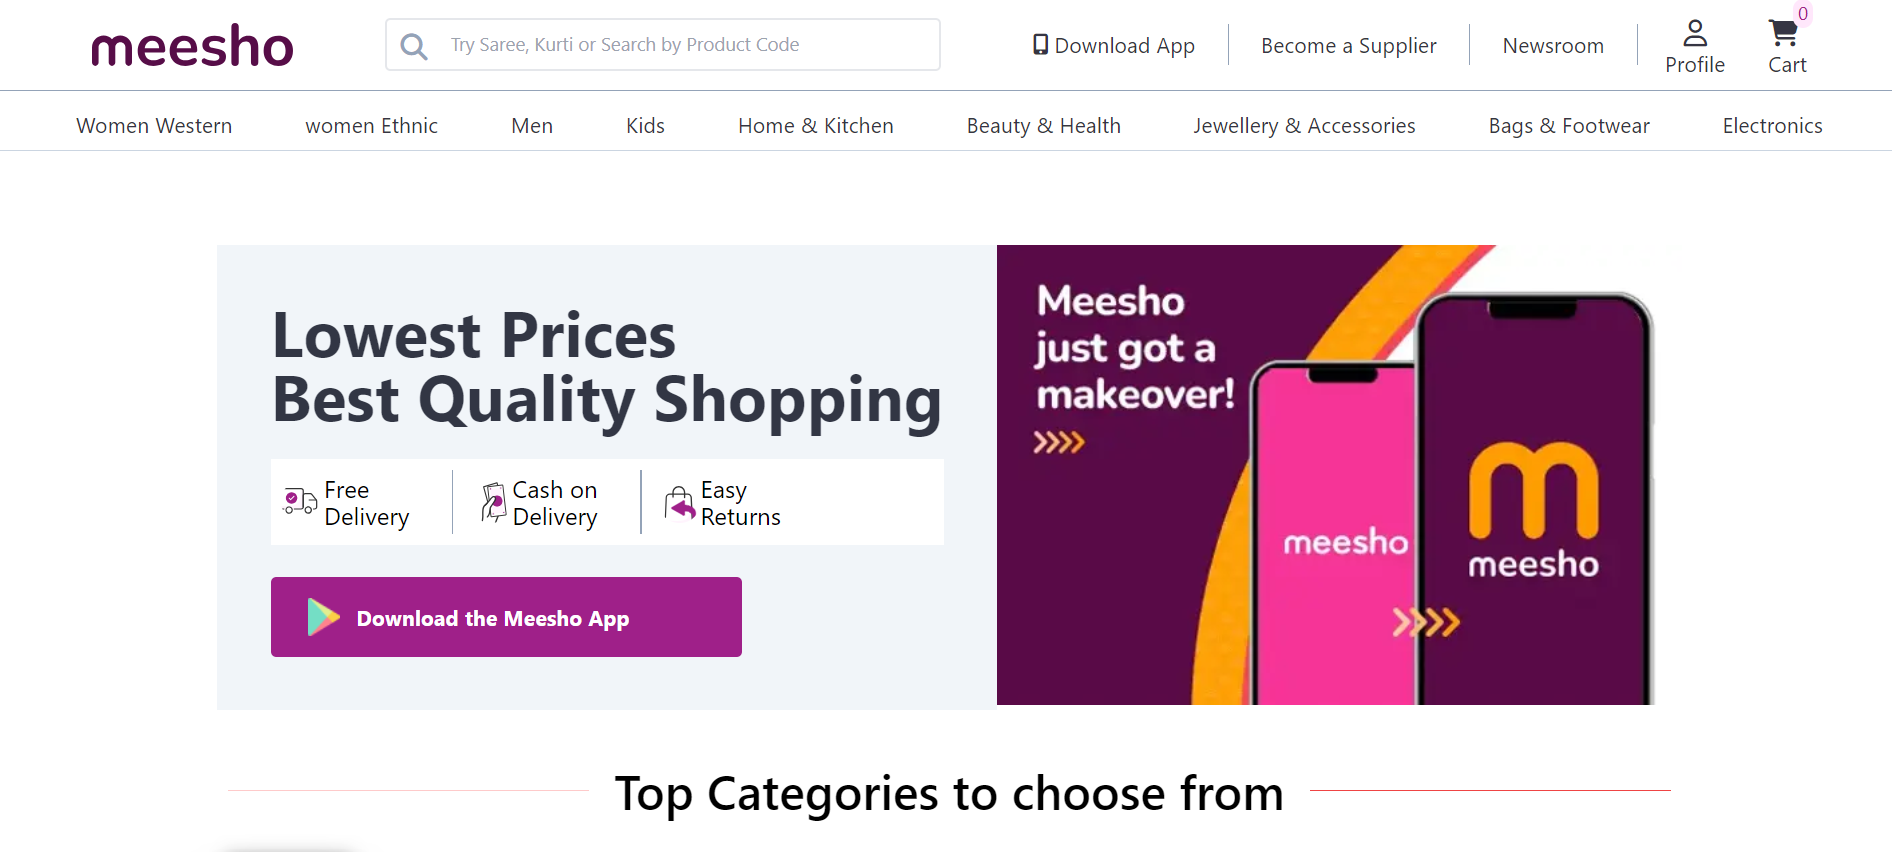 meesho
Try Saree, Kurti or Search by Product Code
Download App
Become a Supplier
Newsroom
Profile
0
Cart
Women Western
women Ethnic
Men
Kids
Home & Kitchen
Beauty & Health
Jewellery & Accessories
Bags & Footwear
Electronics
Lowest Prices
Best Quality Shopping
Free
Delivery
Cash on
Delivery
Easy
Returns
Download the Meesho App
Meesho
just got a
makeover!
meesho
m
meesho
Top Categories to choose from